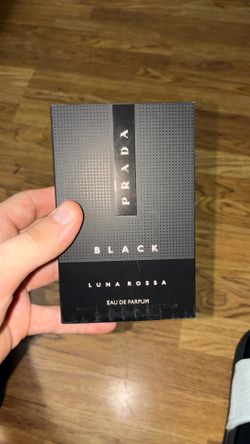 PRADA
BLACK
LUNA ROSSA
EAU DE PARFUM